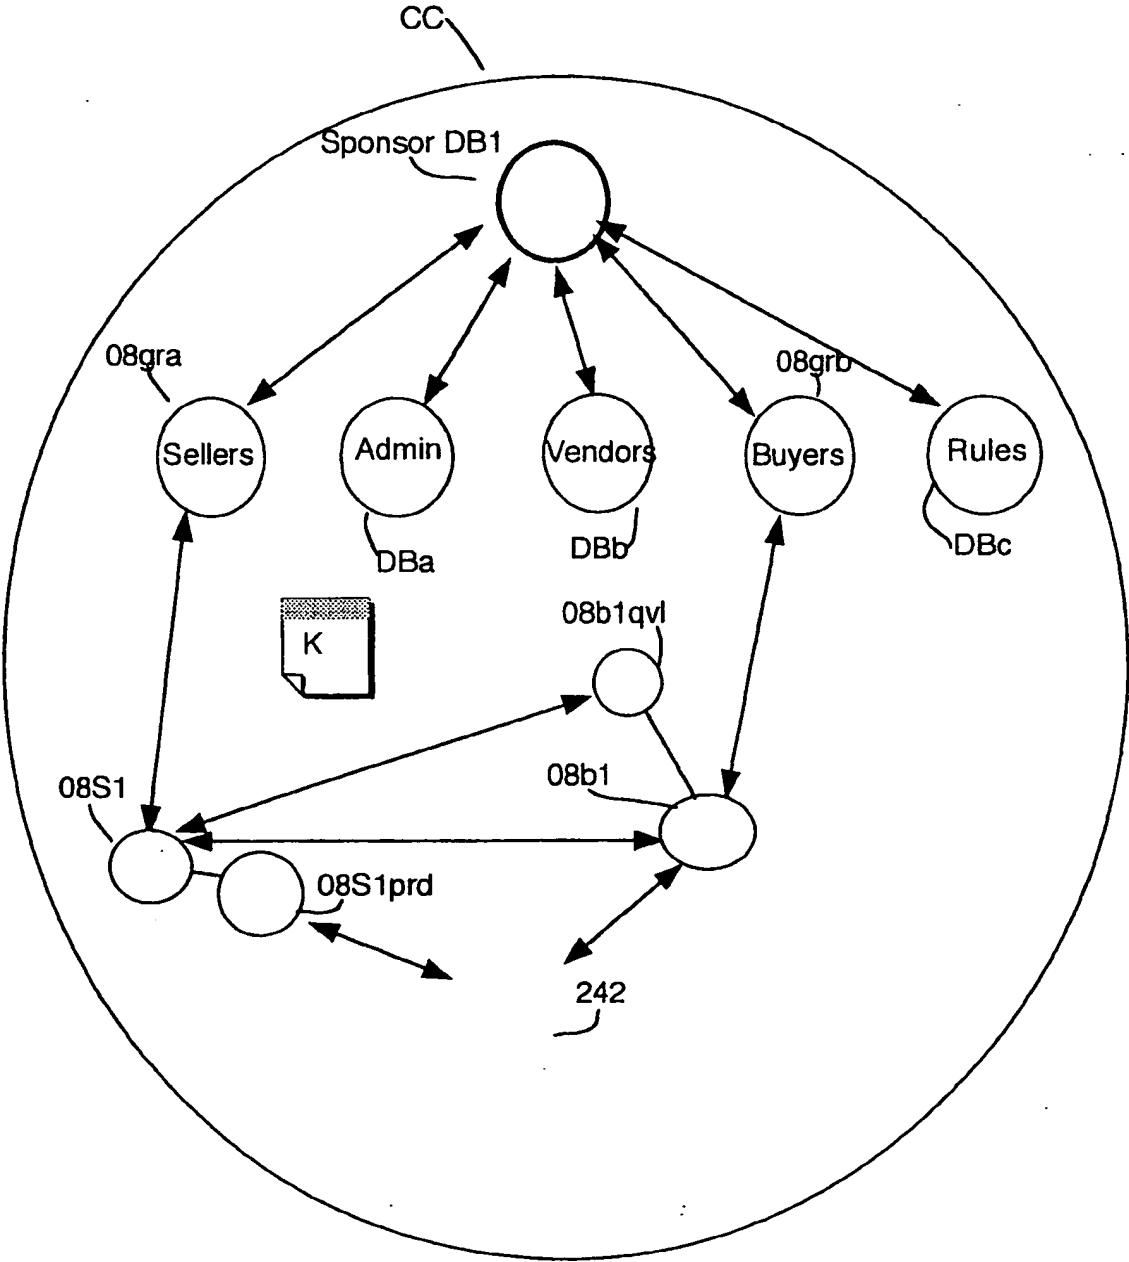 CC
Sponsor DB1
08gra
08grb
Sellers
Admin
Vendors
Buyers
Rules
DBa
DBb
DBc
K
08b1qvl
08S1
08b1
08S1prd
242